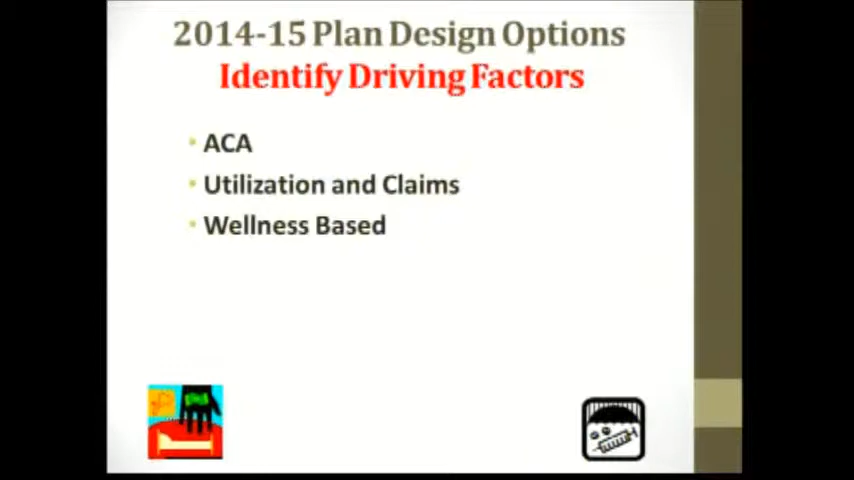 2014-15 Plan Design Options
Identify Driving Factors
• ACA
• Utilization and Claims
• Wellness Based